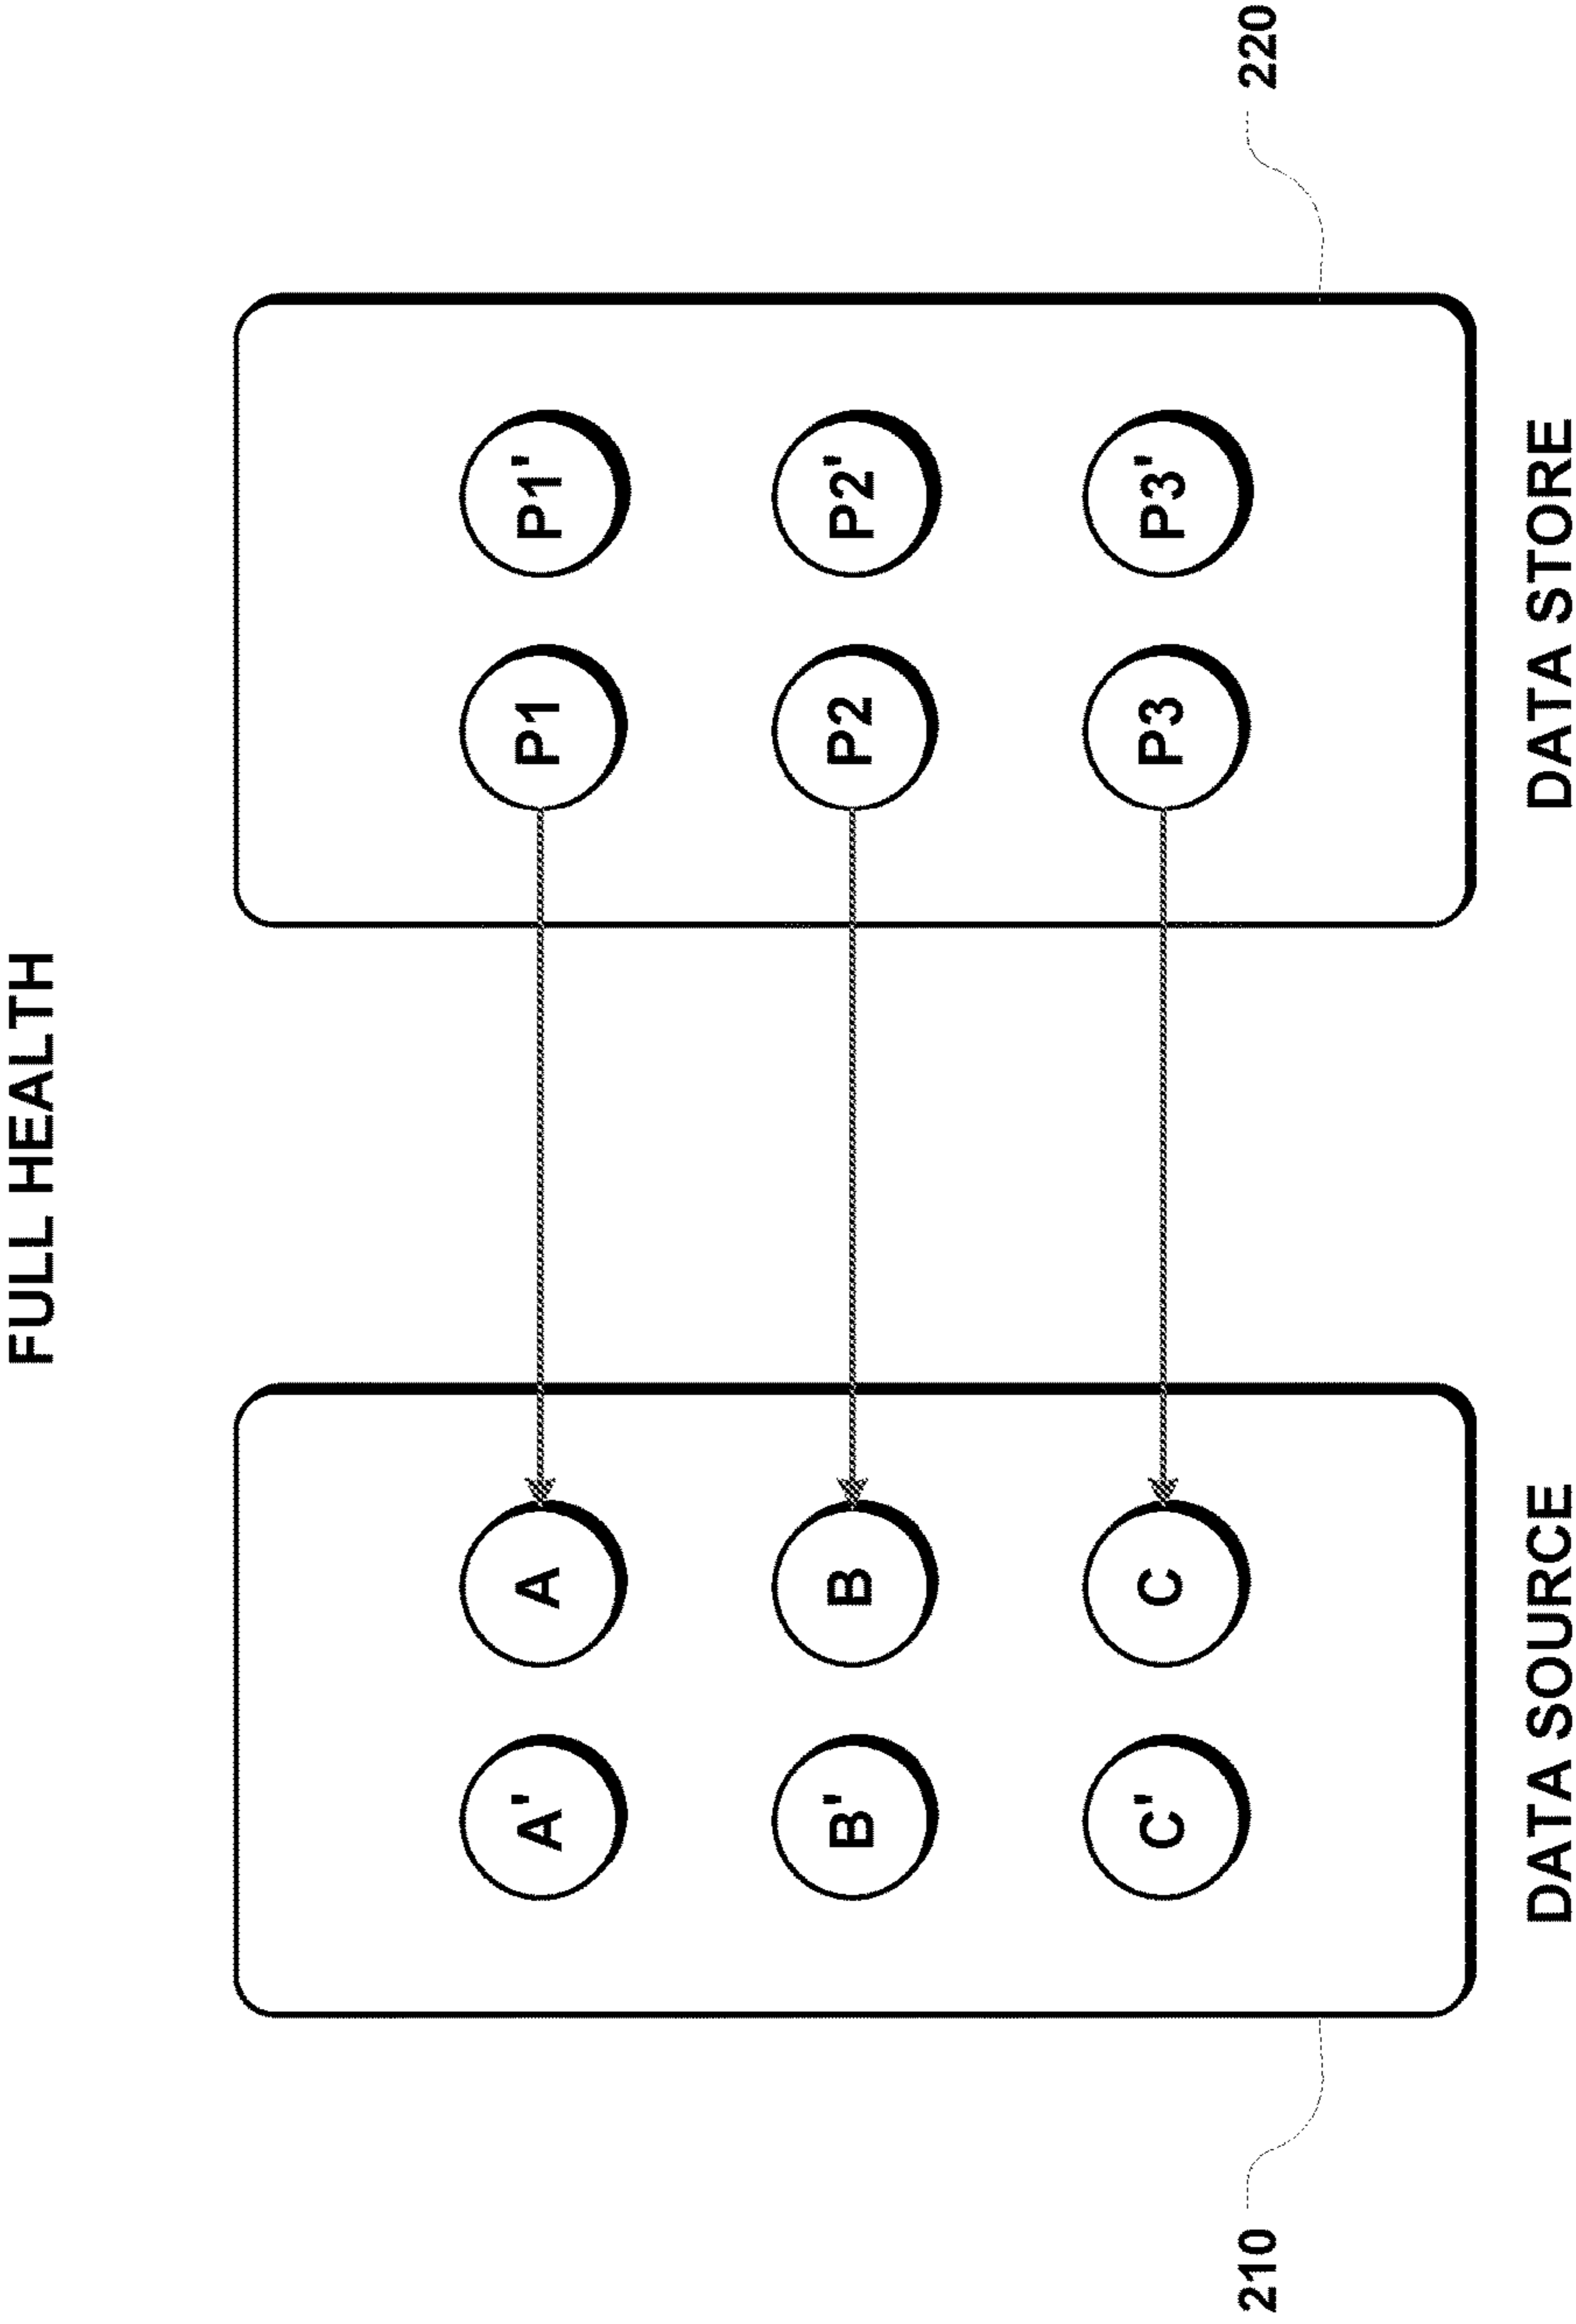 FULL HEALTH
A'
A
P1
P1'
B'
B
P2
P2'
C'
C
P3
P3'
210
220
DATA SOURCE
DATA STORE